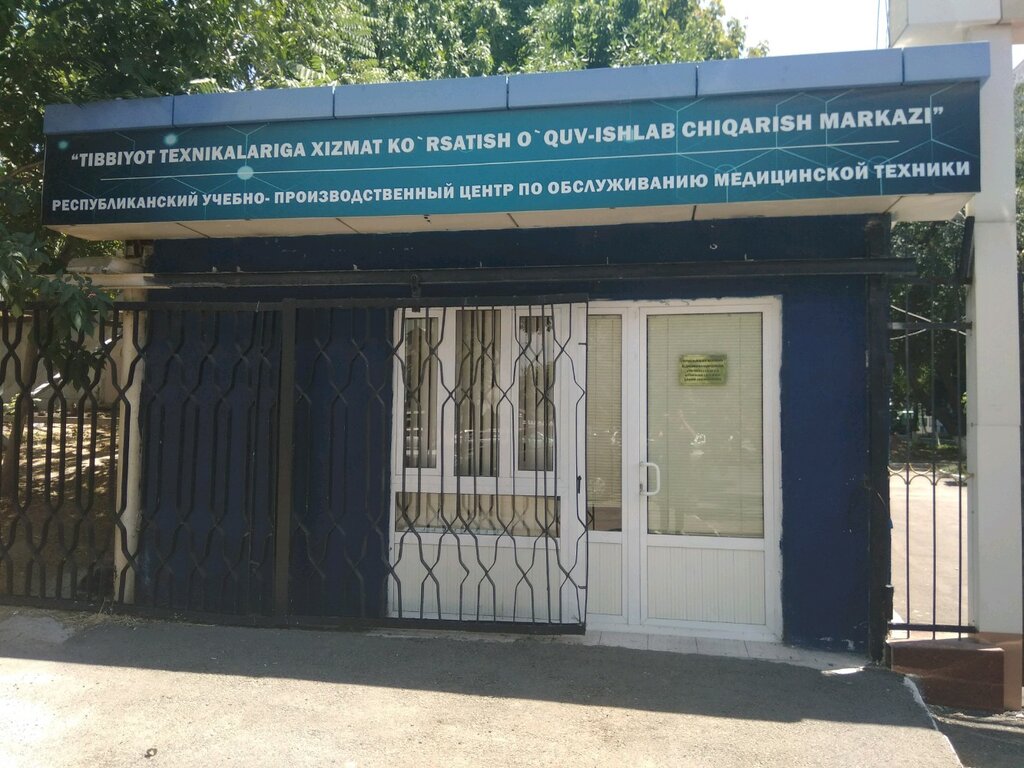 “TIBBIYOT TEXNIKALARIGA XIZMAT KO`RSATISH O`QUV-ISHLAB CHIQARISH MARKAZI”
РЕСПУБЛИКАНСКИЙ УЧЕБНО- ПРОИЗВОДСТВЕННЫЙ ЦЕНТР ПО ОБСЛУЖИВАНИЮ МЕДИЦИНСКОЙ ТЕХНИКИ